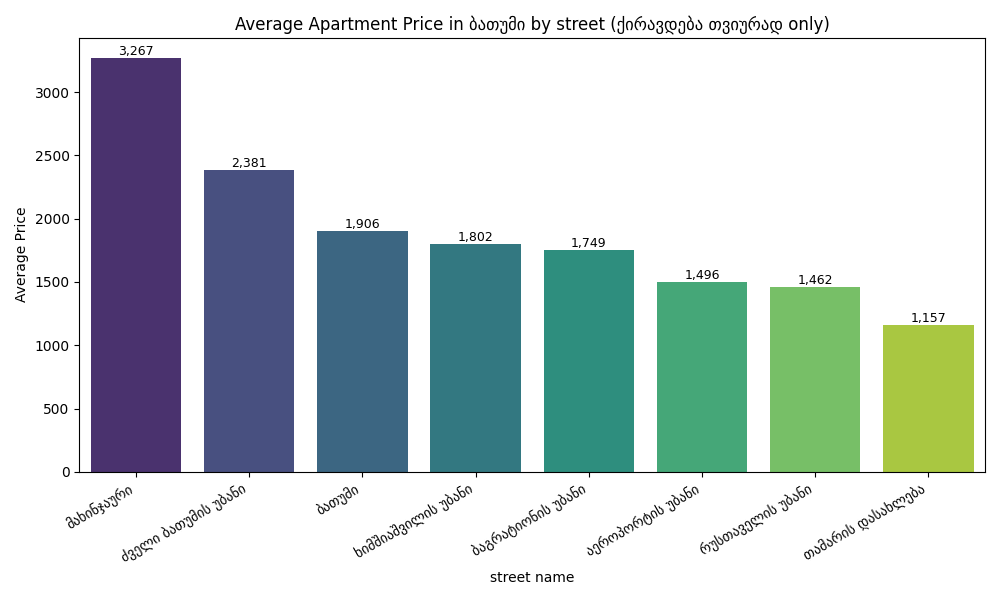 Average Apartment Price in ბათუმი by street (ქირავდება თვიურად only)
Average Price
3000
2500
2000
1500
1000
500
0
3,267
2,381
1,906
1,802
1,749
1,496
1,462
1,157
მახინჯაური
ძველი ბათუმის უბანი
ბათუმი
ხიმშიაშვილის უბანი
ბაგრატიონის უბანი
აეროპორტის უბანი
რუსთაველის უბანი
თამარის დასახლება
street name